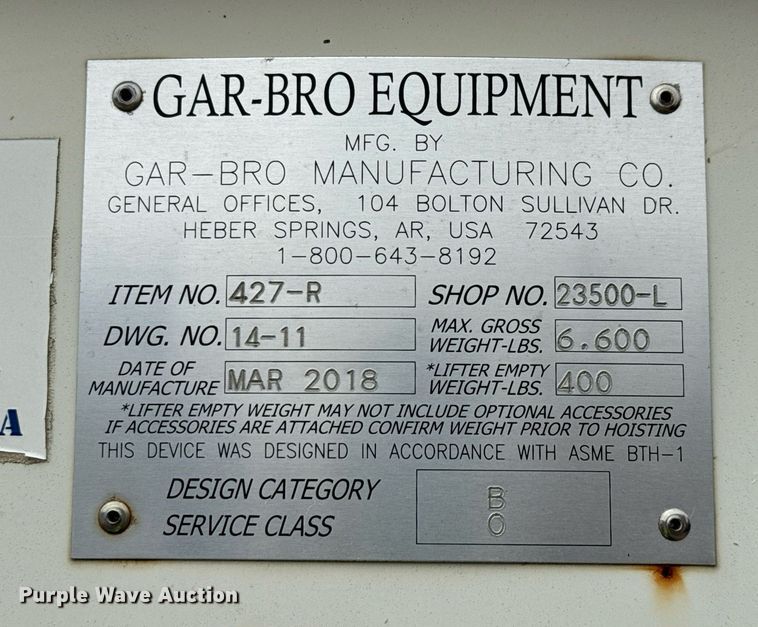 GAR-BRO EQUIPMENT
MFG. BY
GAR-BRO MANUFACTURING CO.
GENERAL OFFICES, 104 BOLTON SULLIVAN DR.
HEBER SPRINGS, AR, USA 72543
1-800-643-8192
ITEM NO. 427-R SHOP NO. 23500-L
DWG. NO. 14-11 MAX. GROSS WEIGHT-LBS. 6.600
DATE OF MANUFACTURE MAR 2018 *LIFTER EMPTY WEIGHT-LBS. 400
*LIFTER EMPTY WEIGHT MAY NOT INCLUDE OPTIONAL ACCESSORIES
IF ACCESSORIES ARE ATTACHED CONFIRM WEIGHT PRIOR TO HOISTING
THIS DEVICE WAS DESIGNED IN ACCORDANCE WITH ASME BTH-1
DESIGN CATEGORY B
SERVICE CLASS 0
A
Purple Wave Auction